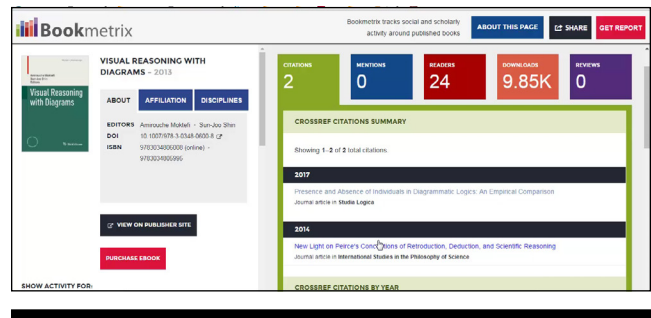 Bookmetrix
Bookmetrix tracks social and scholarly
activity around published books
ABOUT THIS PAGE
SHARE
GET REPORT
Visual Reasoning
with Diagrams
VISUAL REASONING WITH
DIAGRAMS - 2013
ABOUT
AFFILIATION
DISCIPLINES
EDITORS Amirouche Moktefi - Sun-Joo Shin
DOI 10.1007/978-3-0348-0600-8
ISBN 9783034806008 (online) -
9783034805995
VIEW ON PUBLISHER SITE
PURCHASE EBOOK
SHOW ACTIVITY FOR:
CITATIONS
2
MENTIONS
0
READERS
24
DOWNLOADS
9.85K
REVIEWS
0
CROSSREF CITATIONS SUMMARY
Showing 1-2 of 2 total citations.
2017
Presence and Absence of Individuals in Diagrammatic Logics: An Empirical Comparison
Journal article in Studia Logica
2014
New Light on Peirce's Conceptions of Retroduction, Deduction, and Scientific Reasoning
Journal article in International Studies in the Philosophy of Science
CROSSREF CITATIONS BY YEAR